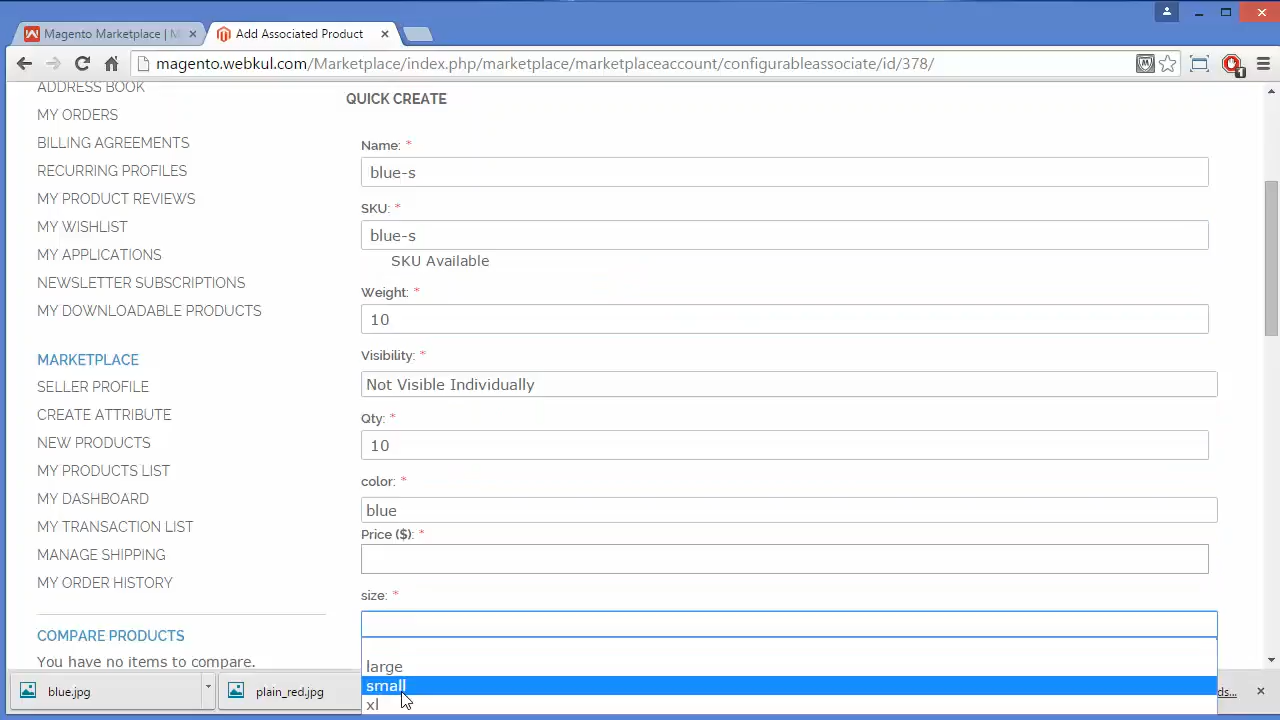 Magento Marketplace | M
Add Associated Product
magento.webkul.com/Marketplace/index.php/marketplace/marketplaceaccount/configurableassociate/id/378/
1
ADDRESS BOOK
MY ORDERS
BILLING AGREEMENTS
RECURRING PROFILES
MY PRODUCT REVIEWS
MY WISHLIST
MY APPLICATIONS
NEWSLETTER SUBSCRIPTIONS
MY DOWNLOADABLE PRODUCTS
MARKETPLACE
SELLER PROFILE
CREATE ATTRIBUTE
NEW PRODUCTS
MY PRODUCTS LIST
MY DASHBOARD
MY TRANSACTION LIST
MANAGE SHIPPING
MY ORDER HISTORY
COMPARE PRODUCTS
You have no items to compare.
QUICK CREATE
Name: *
blue-s
SKU: *
blue-s
SKU Available
Weight: *
10
Visibility: *
Not Visible Individually
Qty: *
10
color: *
blue
Price ($): *
size: *
large
small
xl
blue.jpg
plain_red.jpg
ds...